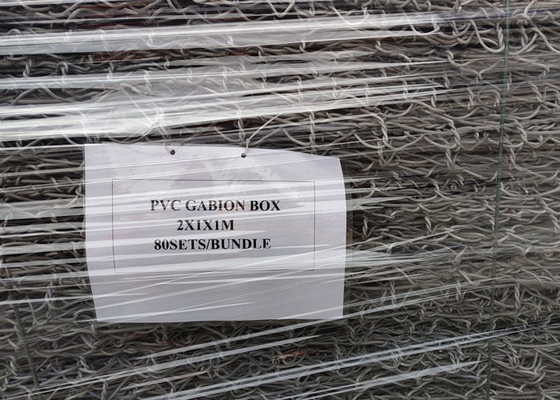 PVC GABION BOX
2X1X1M
80SETS/BUNDLE